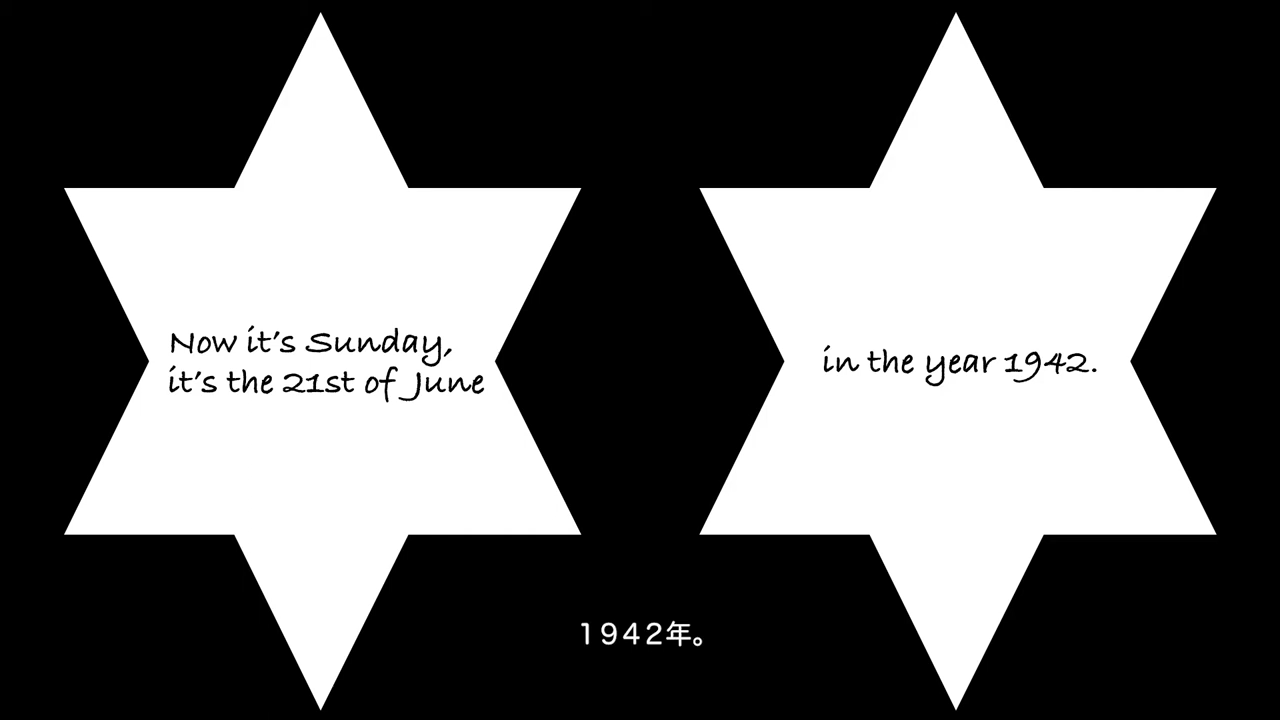 Now it's Sunday,
it's the 21st of June
in the year 1942.
1942年。